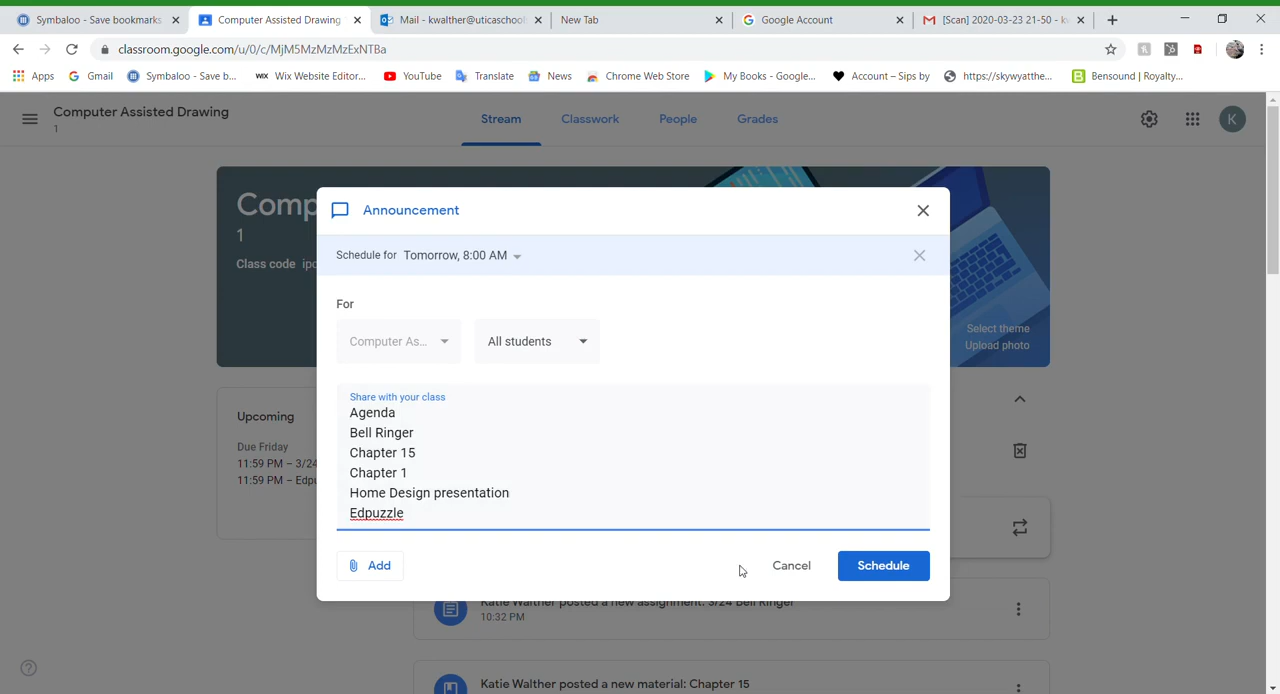 Symbaloo - Save bookmarks
Computer Assisted Drawing
Mail - kwalther@uticaschool
New Tab
Google Account
[Scan] 2020-03-23 21-50 - kw
classroom.google.com/u/0/c/MjM5MzMzMzExNTBa
Apps
Gmail
Symbaloo - Save b...
WiX Wix Website Editor...
YouTube
Translate
News
Chrome Web Store
My Books - Google...
Account – Sips by
https://skywyatthe...
Bensound | Royalty...
Computer Assisted Drawing
1
Stream
Classwork
People
Grades
K
Comp
1
Class code ipo
Select theme
Upload photo
Announcement
Schedule for Tomorrow, 8:00 AM
For
Computer As...
All students
Share with your class
Agenda
Bell Ringer
Chapter 15
Chapter 1
Home Design presentation
Edpuzzle
Add
Cancel
Schedule
Upcoming
Due Friday
11:59 PM – 3/24
11:59 PM – Edpu
Katie Walther posted a new assignment: 3/24 Bell Ringer
10:32 PM
Katie Walther posted a new material: Chapter 15